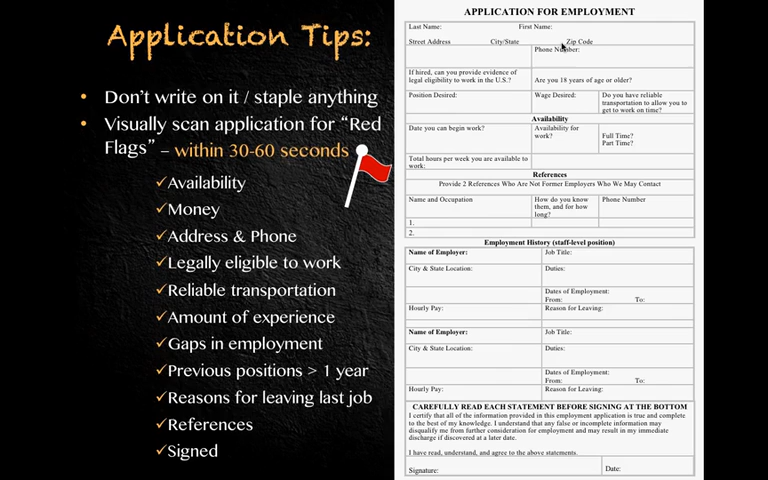 Application Tips:
• Don't write on it / staple anything
• Visually scan application for "Red
Flags" – within 30-60 seconds
✓Availability
✓Money
✓Address & Phone
✓Legally eligible to work
✓Reliable transportation
✓Amount of experience
✓Gaps in employment
✓Previous positions > 1 year
✓Reasons for leaving last job
✓References
✓Signed
APPLICATION FOR EMPLOYMENT
Last Name: First Name:
Street Address City/State Zip Code
Phone Number:
If hired, can you provide evidence of
legal eligibility to work in the U.S.? Are you 18 years of age or older?
Position Desired: Wage Desired: Do you have reliable
transportation to allow you to
get to work on time?
Availability
Date you can begin work? Availability for
work? Full Time?
Part Time?
Total hours per week you are available to
work:
References
Provide 2 References Who Are Not Former Employers Who We May Contact
Name and Occupation How do you know
them, and for how
long? Phone Number
1.
2.
Employment History (staff-level position)
Name of Employer: Job Title:
City & State Location: Duties:
Dates of Employment:
From: To:
Hourly Pay: Reason for Leaving:
Name of Employer: Job Title:
City & State Location: Duties:
Dates of Employment:
From: To:
Hourly Pay: Reason for Leaving:
CAREFULLY READ EACH STATEMENT BEFORE SIGNING AT THE BOTTOM
I certify that all of the information provided in this employment application is true and complete
to the best of my knowledge. I understand that any false or incomplete information may
disqualify me from further consideration for employment and may result in my immediate
discharge if discovered at a later date.
I have read, understand, and agree to the above statements.
Signature: Date: